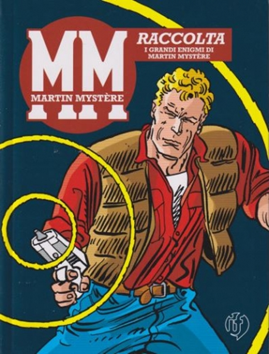 MM
MARTIN MYSTÈRE
RACCOLTA
I GRANDI ENIGMI DI
MARTIN MYSTÈRE